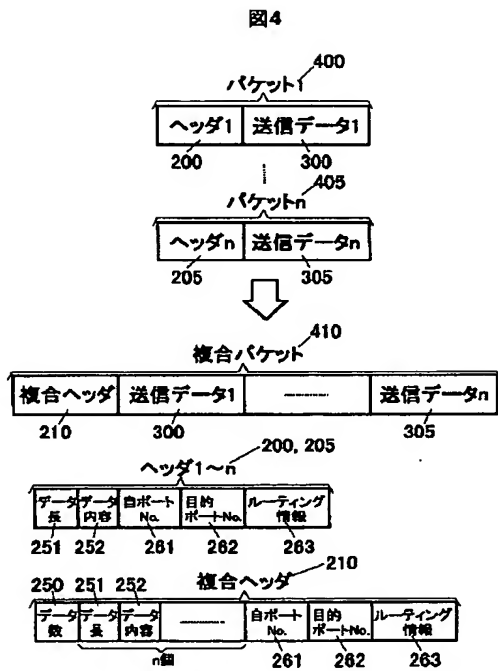 図4
400
パケット1
ヘッダ1 送信データ1
200 300
405
パケットn
ヘッダn 送信データn
205 305
410
複合パケット
複合ヘッダ 送信データ1 送信データn
210 300 305
200, 205
ヘッダ1～n
データ長 データ内容 自ポートNo. 目的ポートNo. ルーティング情報
251 252 261 262 263
210
複合ヘッダ
250 251 252
データ数 データ長 データ内容 自ポートNo. 目的ポートNo. ルーティング情報
n個 261 262 263